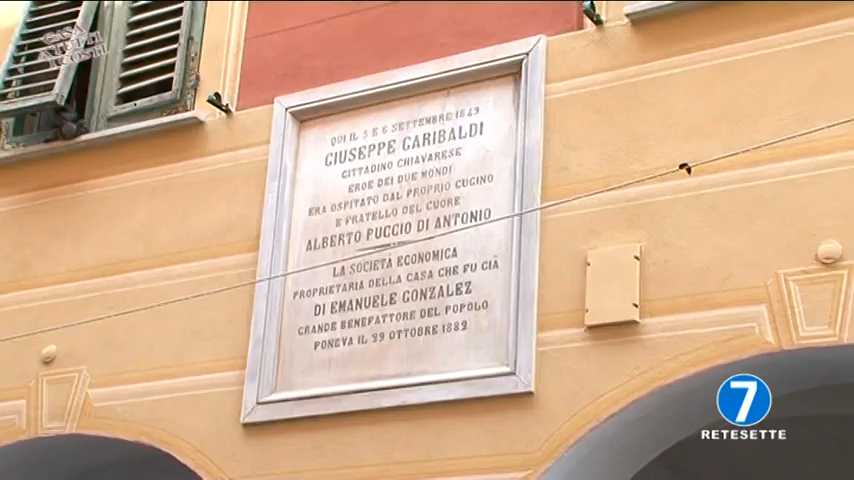 CASA
TETTI
QUI IL 5 E 6 SETTEMBRE 1849
GIUSEPPE GARIBALDI
CITTADINO CHIAVARESE
EROE DEI DUE MONDI
ERA OSPITATO DAL PROPRIO CUGINO
E FRATELLO DEL CUORE
ALBERTO PUCCIO DI ANTONIO
LA SOCIETÀ ECONOMICA
PROPRIETARIA DELLA CASA CHE FU GIÀ
DI EMANUELE GONZALEZ
GRANDE BENEFATTORE DEL POPOLO
PONEVA IL 29 OTTOBRE 1882
7
RETESETTE